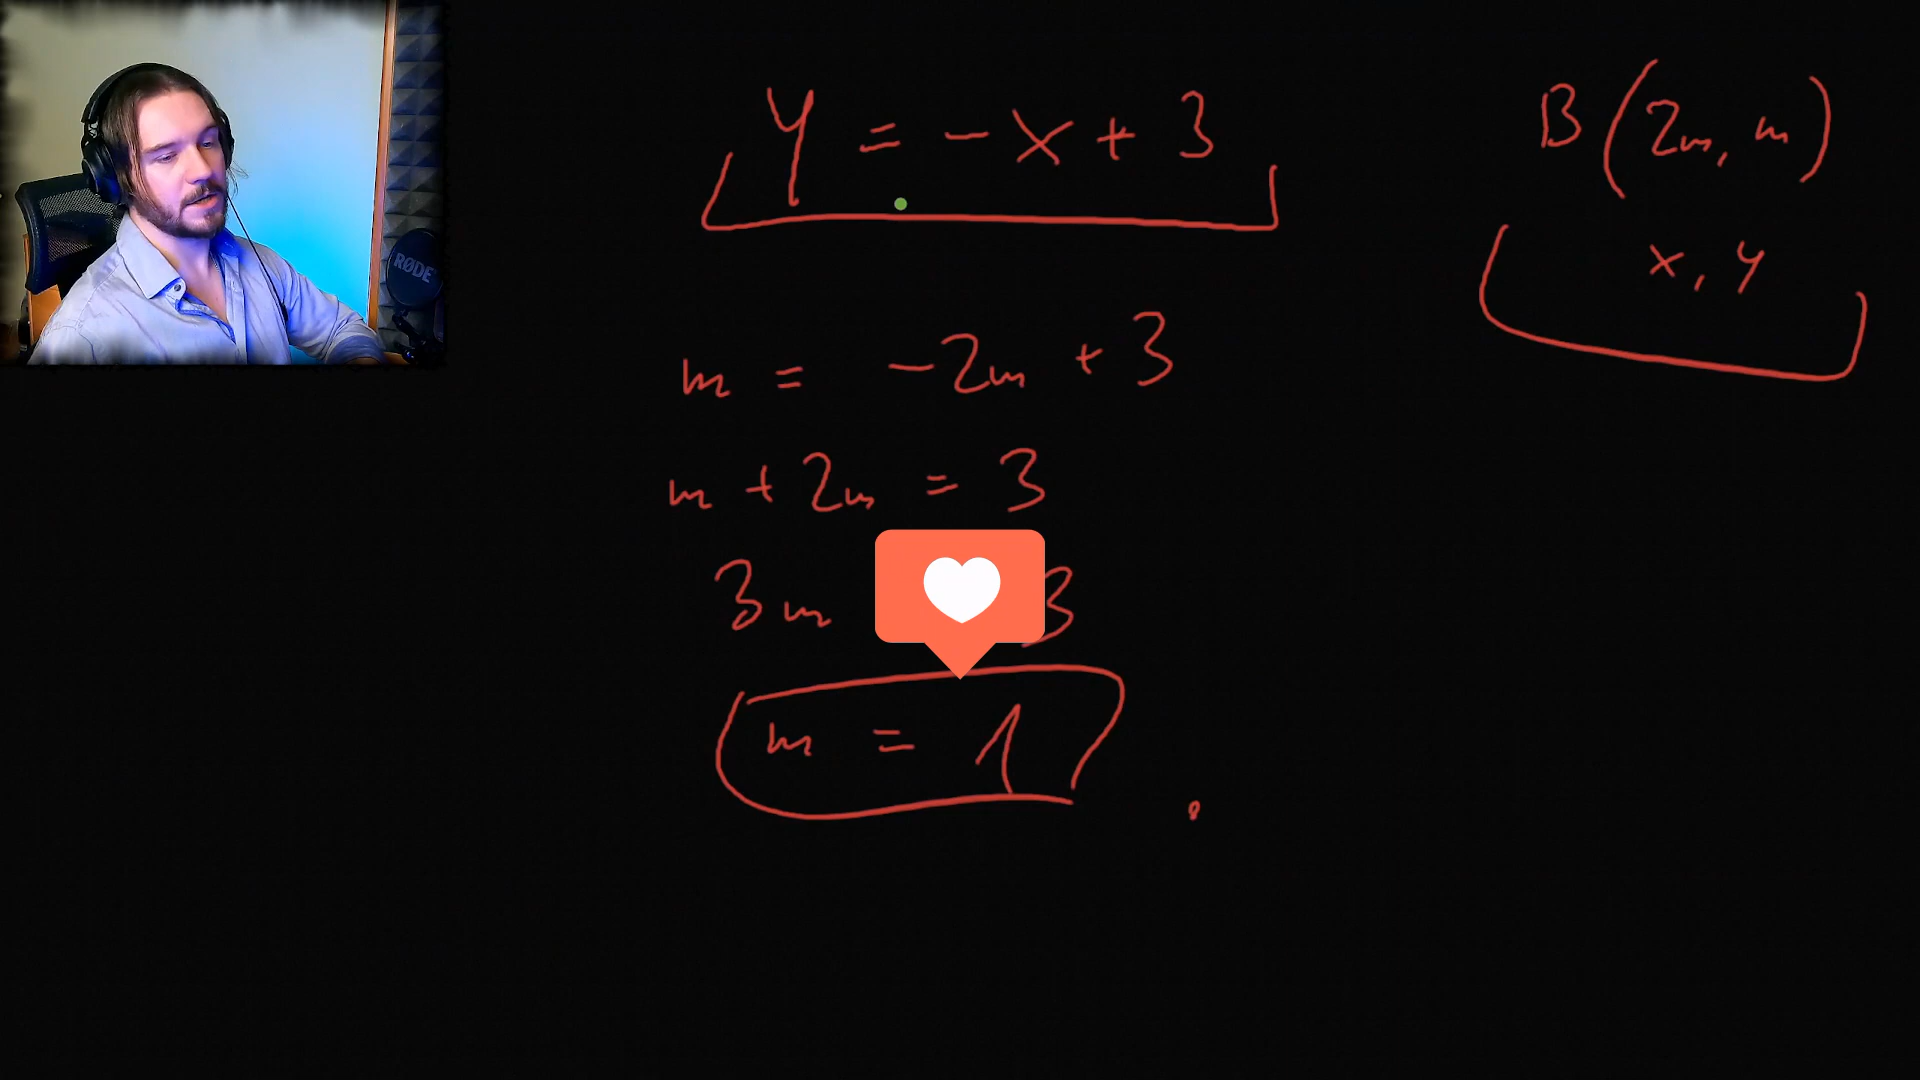 y = -x + 3
B (2m, m)
x, y
m = -2m + 3
m + 2m = 3
3m 3
m = 1
RØDE